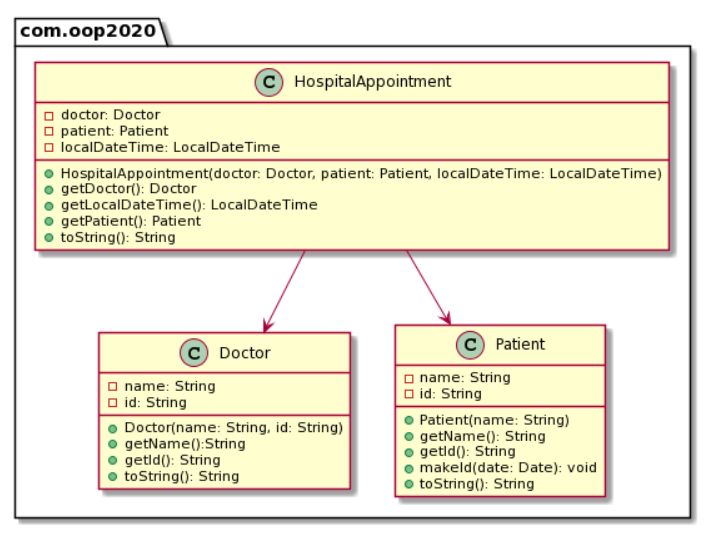 com.oop2020
C HospitalAppointment
doctor: Doctor
patient: Patient
localDateTime: LocalDateTime
HospitalAppointment(doctor: Doctor, patient: Patient, localDateTime: LocalDateTime)
getDoctor(): Doctor
getLocalDateTime(): LocalDateTime
getPatient(): Patient
toString(): String
C Doctor
name: String
id: String
Doctor(name: String, id: String)
getName():String
getId(): String
toString(): String
C Patient
name: String
id: String
Patient(name: String)
getName(): String
getId(): String
makeId(date: Date): void
toString(): String